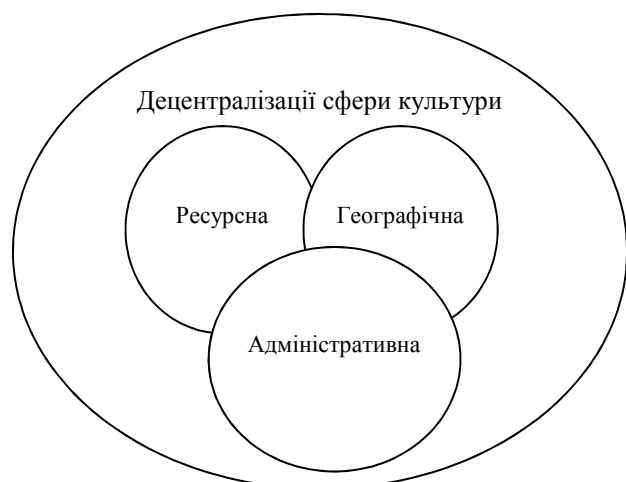 Децентралізації сфери культури
Ресурсна
Географічна
Адміністративна